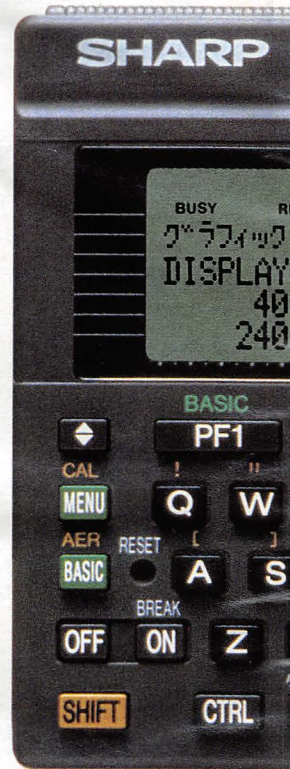 SHARP
BUSY R
グラフィック
DISPLAY
40
240
BASIC
PF1
CAL ! "
MENU Q W
AER RESET [ ]
BASIC A S
BREAK
OFF ON Z
SHIFT CTRL